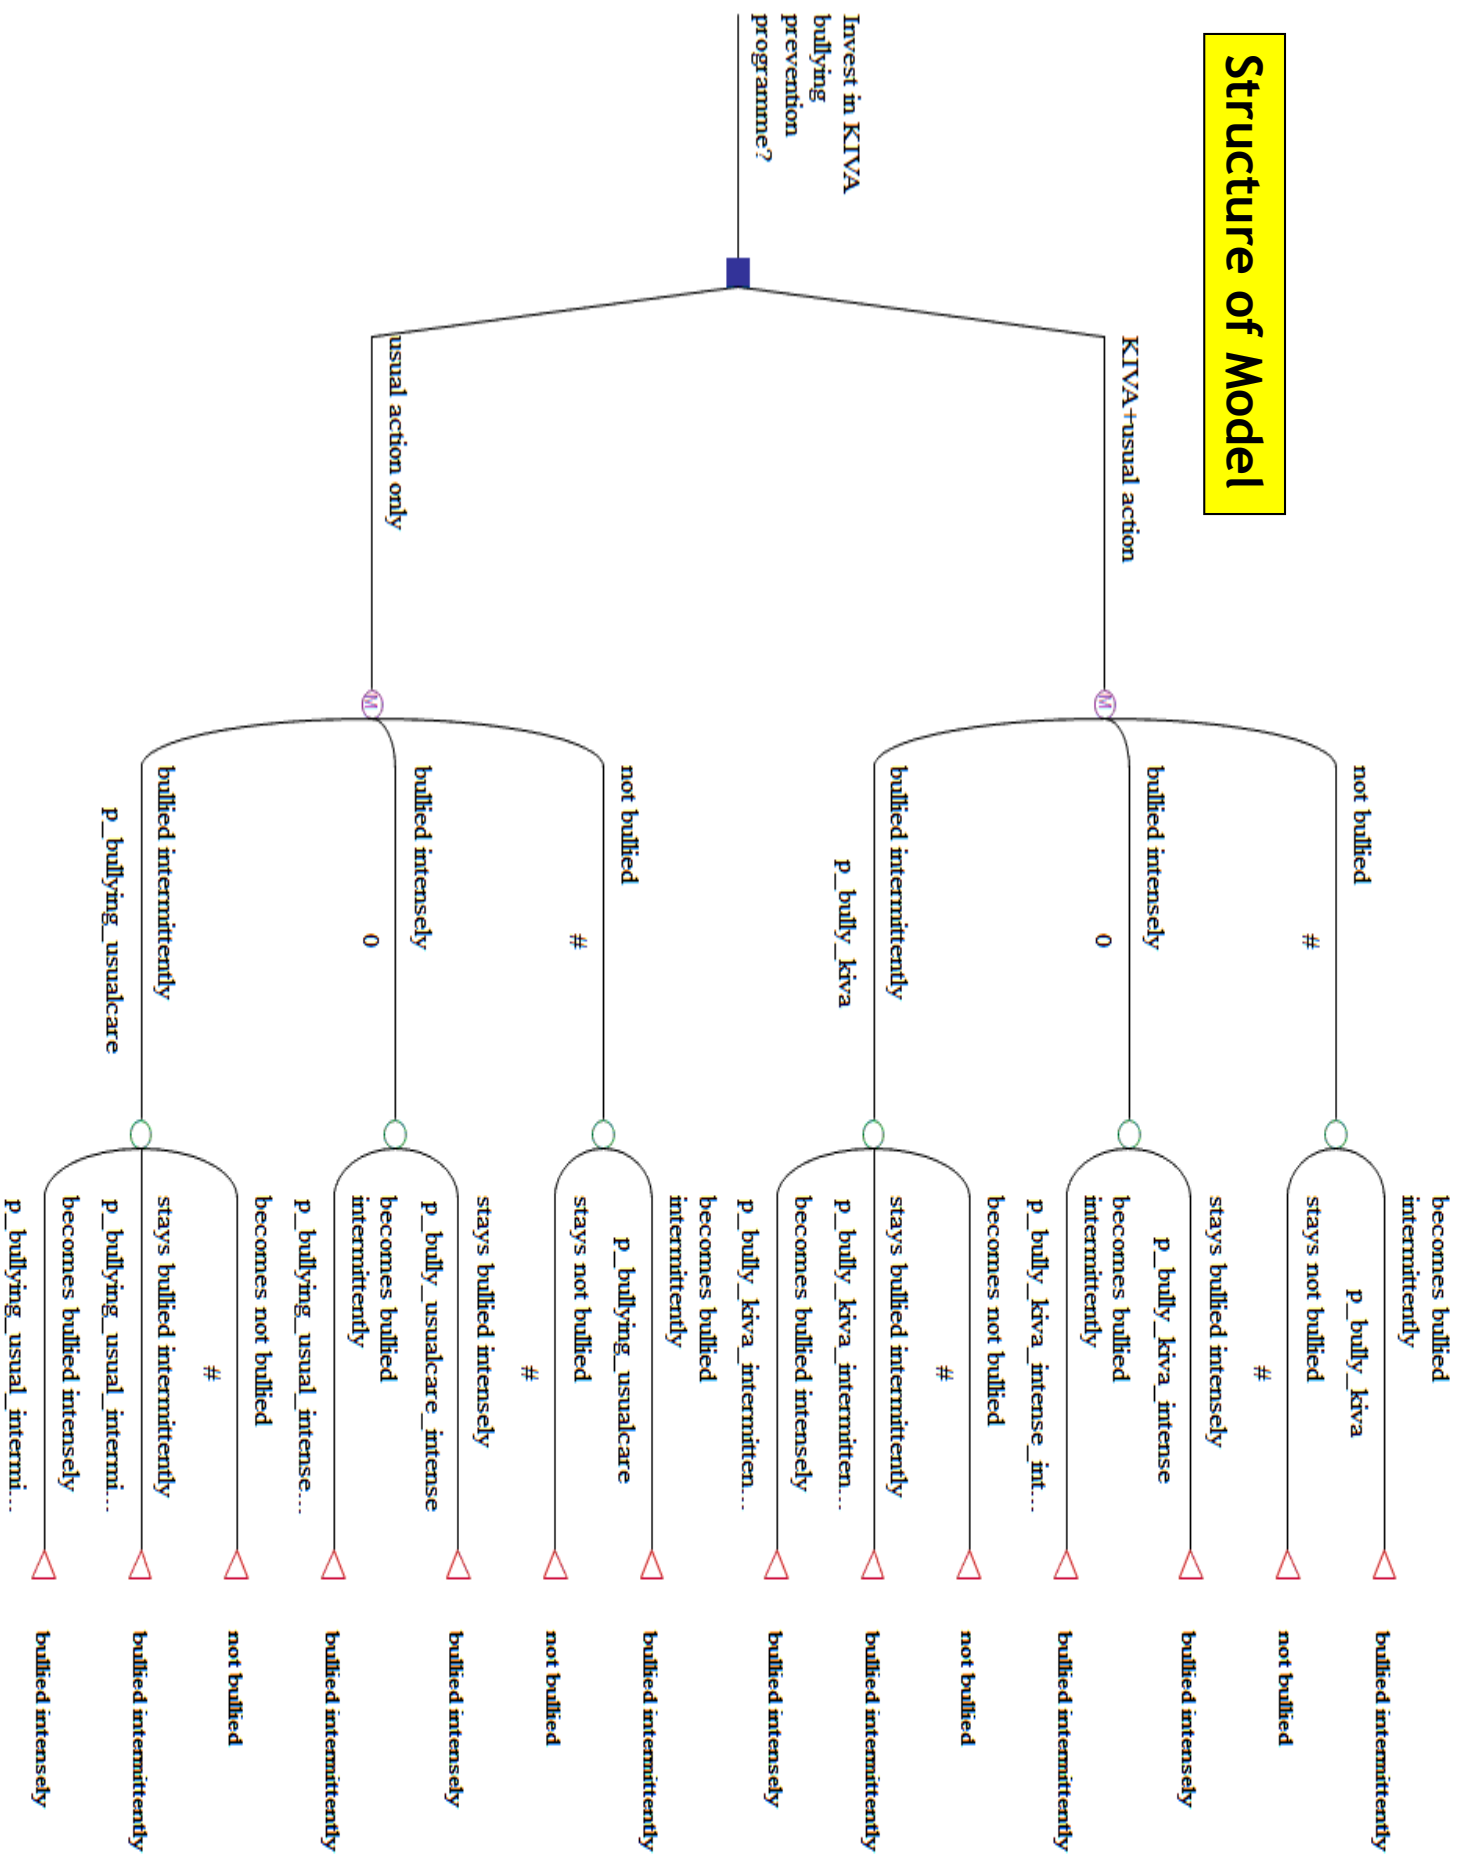 Structure of Model
Invest in KIVA
bullying
prevention
programme?
KIVA+usual action
not bullied
#
becomes bullied
intermittently
p_bully_kiva
bullied intermittently
stays not bullied
#
not bullied
bullied intensely
0
stays bullied intensely
p_bully_kiva_intense
bullied intensely
becomes bullied
intermittently
p_bully_kiva_intense_int...
bullied intermittently
bullied intermittently
p_bully_kiva
becomes not bullied
#
not bullied
stays bullied intermittently
p_bully_kiva_intermitten...
bullied intermittently
becomes bullied intensely
p_bully_kiva_intermitten...
bullied intensely
usual action only
not bullied
#
becomes bullied
intermittently
p_bullying_usualcare
bullied intermittently
stays not bullied
#
not bullied
bullied intensely
0
stays bullied intensely
p_bully_usualcare_intense
bullied intensely
becomes bullied
intermittently
p_bullying_usual_intense...
bullied intermittently
bullied intermittently
p_bullying_usualcare
becomes not bullied
#
not bullied
stays bullied intermittently
p_bullying_usual_intermi...
bullied intermittently
becomes bullied intensely
p_bullying_usual_intermi...
bullied intensely
M
M